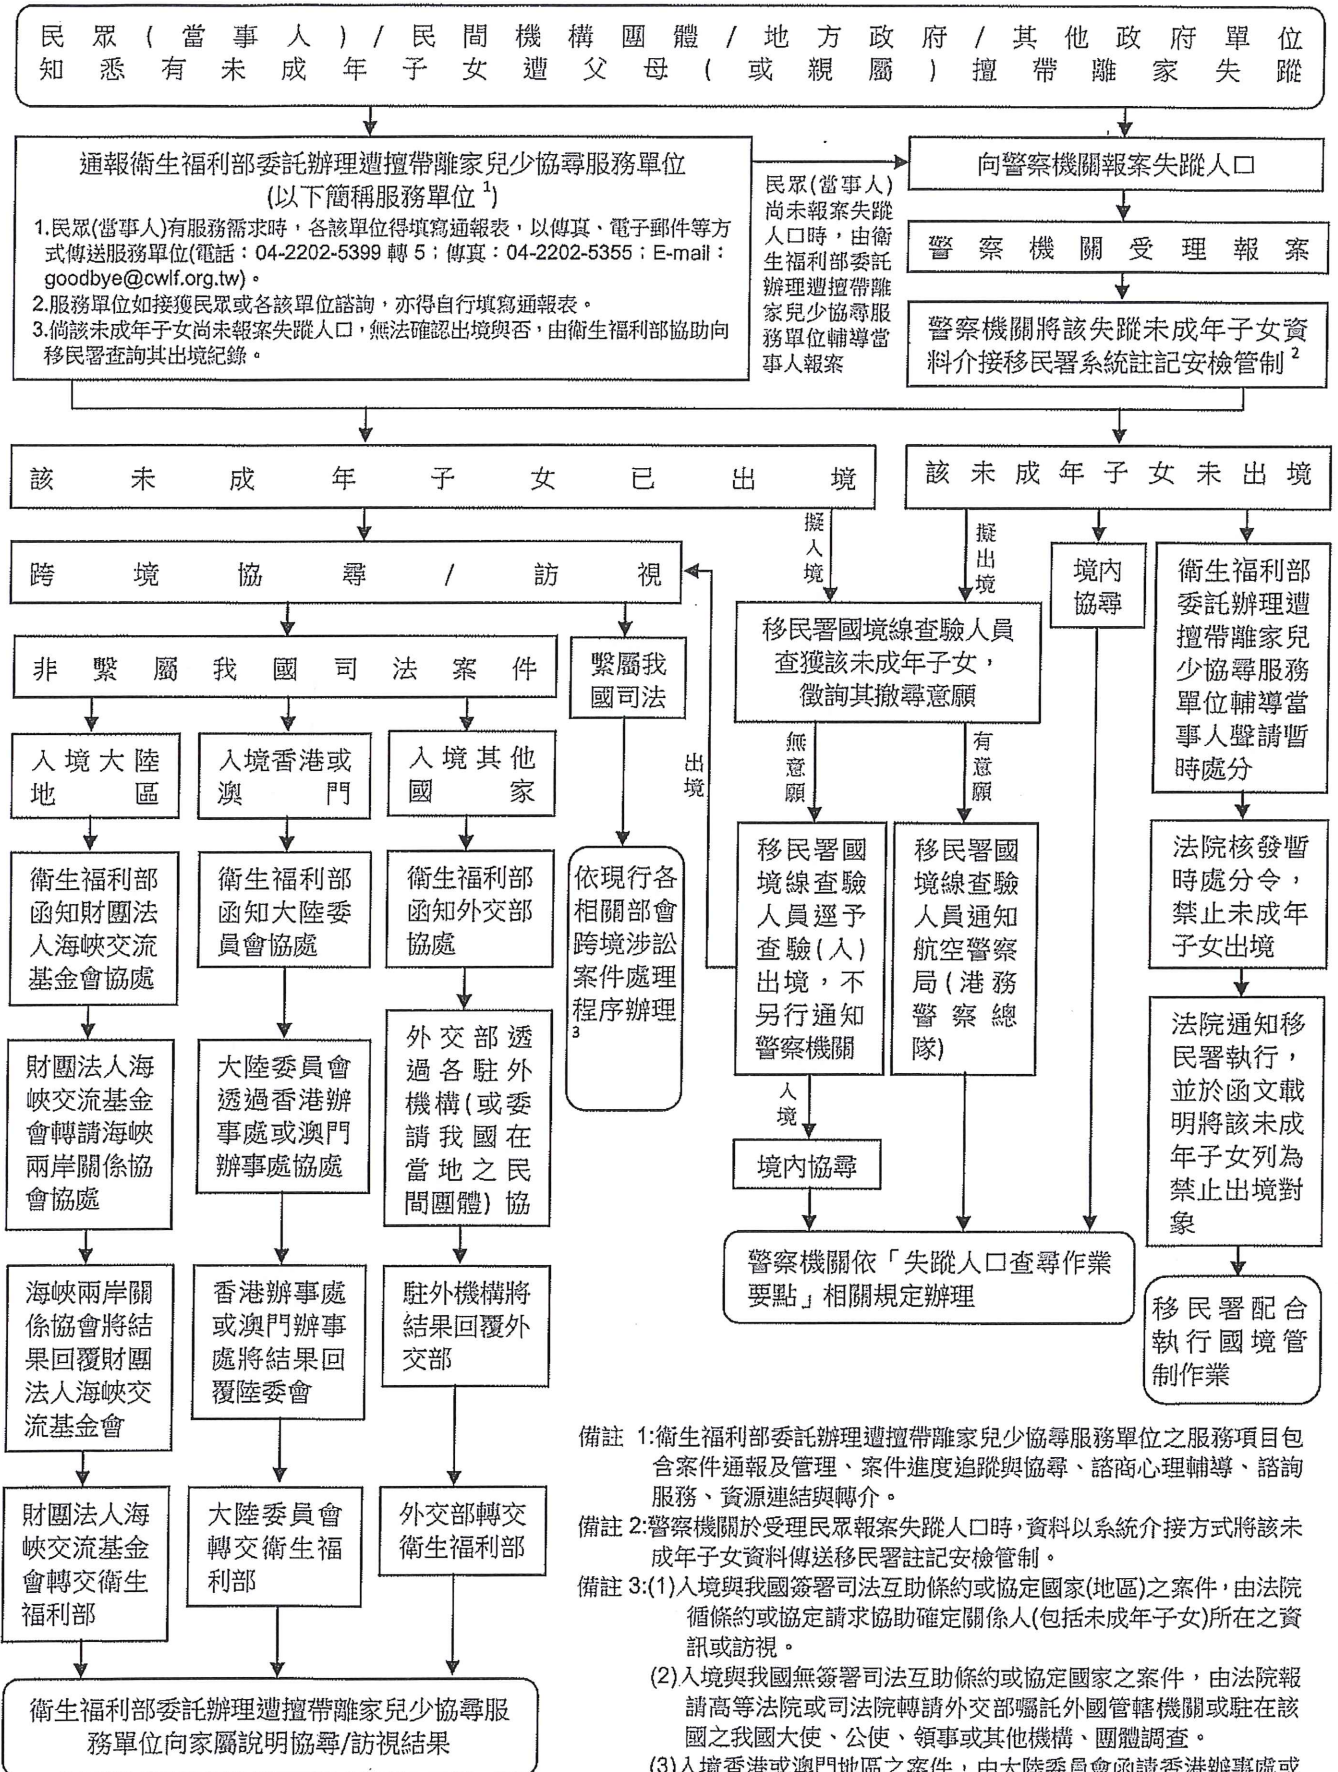 民眾(當事人)/民間機構團體/地方政府/其他政府單位
知悉有未成年子女遭父母(或親屬)擅帶離家失蹤
通報衛生福利部委託辦理遭擅帶離家兒少協尋服務單位
(以下簡稱服務單位 1)
1.民眾(當事人)有服務需求時，各該單位得填寫通報表，以傳真、電子郵件等方
式傳送服務單位(電話：04-2202-5399 轉 5；傳真：04-2202-5355；E-mail：
goodbye@cwlf.org.tw)。
2.服務單位如接獲民眾或各該單位諮詢，亦得自行填寫通報表。
3.倘該未成年子女尚未報案失蹤人口，無法確認出境與否，由衛生福利部協助向
移民署查詢其出境紀錄。
民眾(當事人)
尚未報案失蹤
人口時，由衛
生福利部委託
辦理遭擅帶離
家兒少協尋服
務單位輔導當
事人報案
向警察機關報案失蹤人口
警察機關受理報案
警察機關將該失蹤未成年子女資
料介接移民署系統註記安檢管制 2
該未成年子女已出境
該未成年子女未出境
跨境協尋/訪視
擬入境
擬出境
境內
協尋
衛生福利部
委託辦理遭
擅帶離家兒
少協尋服務
單位輔導當
事人聲請暫
時處分
移民署國境線查驗人員
查獲該未成年子女，
徵詢其撤尋意願
非繫屬我國司法案件
繫屬我
國司法
入境大陸
地區
入境香港或
澳門
入境其他
國家
出境
無意願
有意願
衛生福利部
函知財團法
人海峽交流
基金會協處
衛生福利部
函知大陸委
員會協處
衛生福利部
函知外交部
協處
依現行各
相關部會
跨境涉訟
案件處理
程序辦理
3
移民署國
境線查驗
人員逕予
查驗(入)
出境，不
另行通知
警察機關
移民署國
境線查驗
人員通知
航空警察
局(港務
警察總
隊)
法院核發暫
時處分令，
禁止未成年
子女出境
財團法人海
峽交流基金
會轉請海峽
兩岸關係協
會協處
大陸委員會
透過香港辦
事處或澳門
辦事處協處
外交部透
過各駐外
機構(或委
請我國在
當地之民
間團體)協
入境
境內協尋
法院通知移
民署執行，
並於函文載
明將該未成
年子女列為
禁止出境對
象
警察機關依「失蹤人口查尋作業
要點」相關規定辦理
移民署配合
執行國境管
制作業
海峽兩岸關
係協會將結
果回覆財團
法人海峽交
流基金會
香港辦事處
或澳門辦事
處將結果回
覆陸委會
駐外機構將
結果回覆外
交部
財團法人海
峽交流基金
會轉交衛生
福利部
大陸委員會
轉交衛生福
利部
外交部轉交
衛生福利部
衛生福利部委託辦理遭擅帶離家兒少協尋服
務單位向家屬說明協尋/訪視結果
備註 1:衛生福利部委託辦理遭擅帶離家兒少協尋服務單位之服務項目包
含案件通報及管理、案件進度追蹤與協尋、諮商心理輔導、諮詢
服務、資源連結與轉介。
備註 2:警察機關於受理民眾報案失蹤人口時，資料以系統介接方式將該未
成年子女資料傳送移民署註記安檢管制。
備註 3:(1)入境與我國簽署司法互助條約或協定國家(地區)之案件，由法院
循條約或協定請求協助確定關係人(包括未成年子女)所在之資
訊或訪視。
(2)入境與我國無簽署司法互助條約或協定國家之案件，由法院報
請高等法院或司法院轉請外交部囑託外國管轄機關或駐在該
國之我國大使、公使、領事或其他機構、團體調查。
(3)入境香港或澳門地區之案件，由大陸委員會函請香港辦事處或